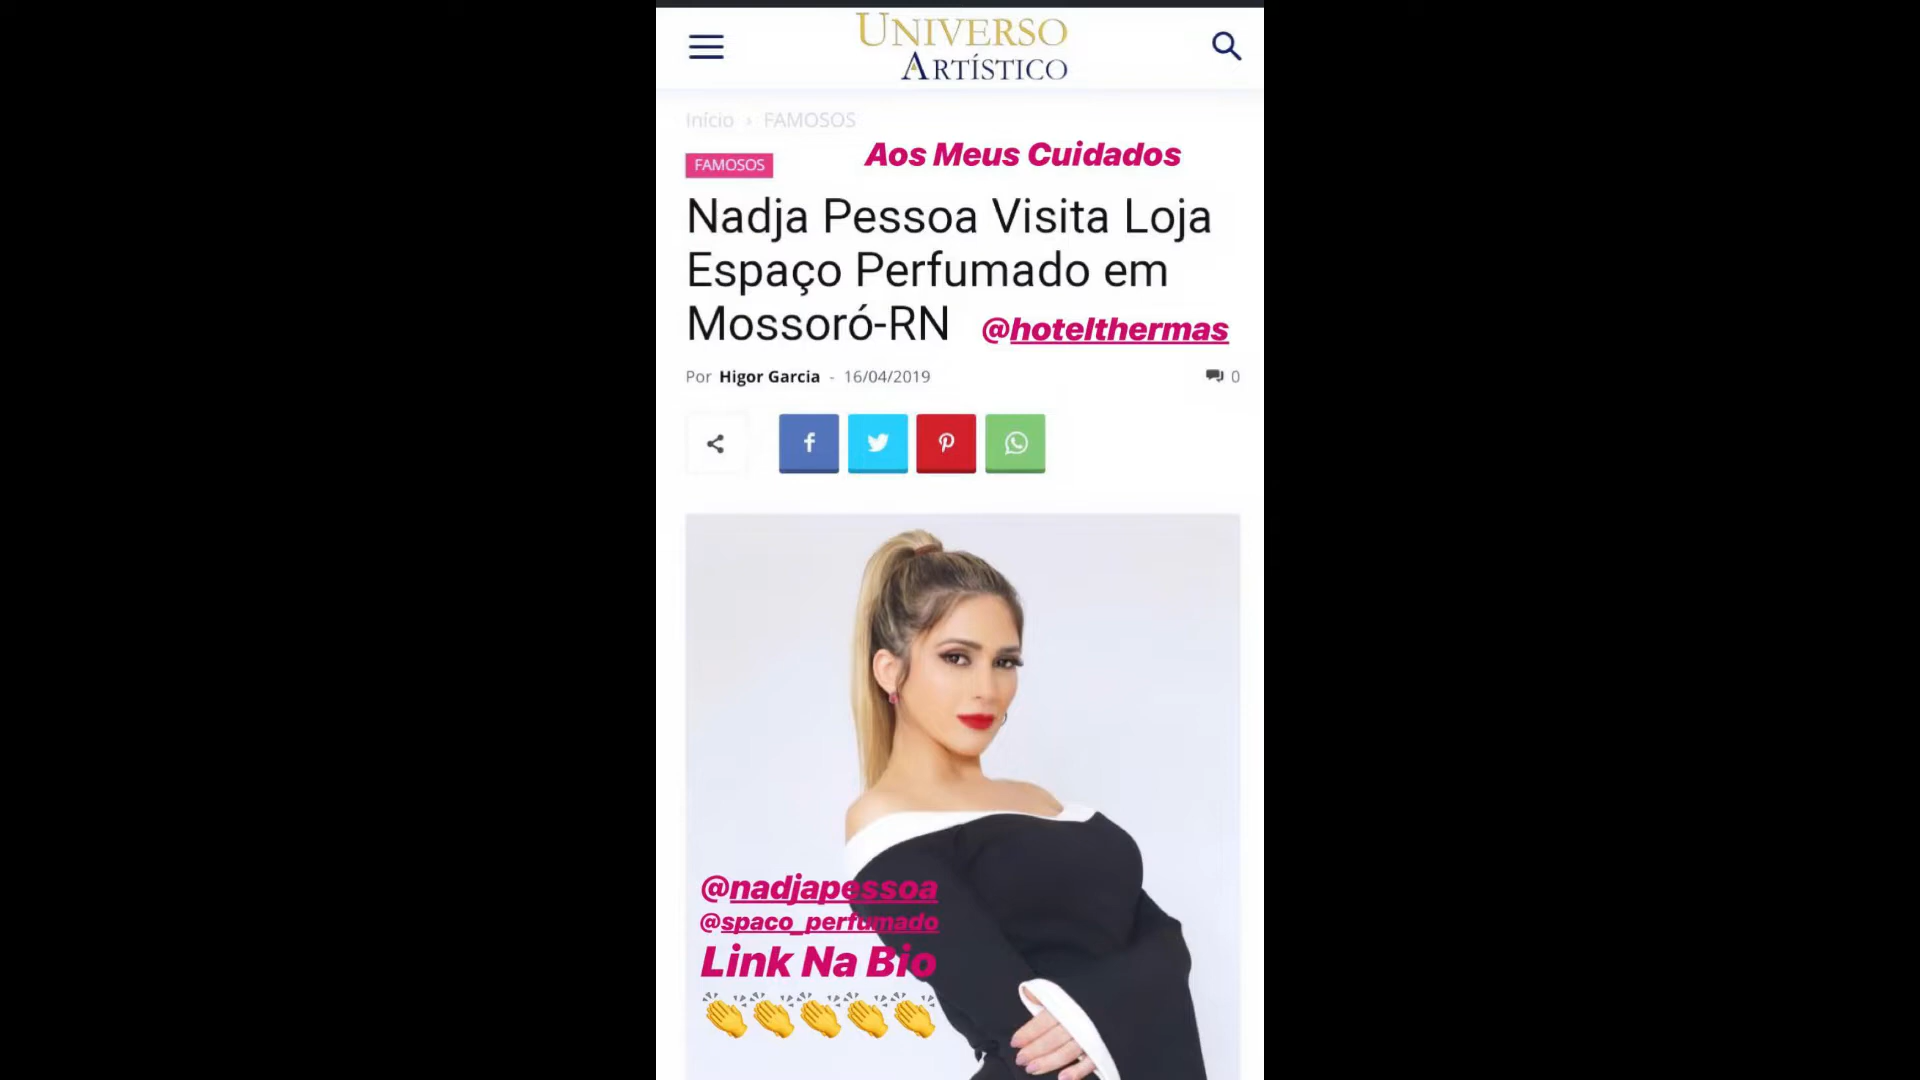 UNIVERSO
ARTÍSTICO
Início › FAMOSOS
FAMOSOS
Aos Meus Cuidados
Nadja Pessoa Visita Loja
Espaço Perfumado em
Mossoró-RN
@hotelthermas
Por Higor Garcia - 16/04/2019
0
@nadjapessoa
@spaco_perfumado
Link Na Bio